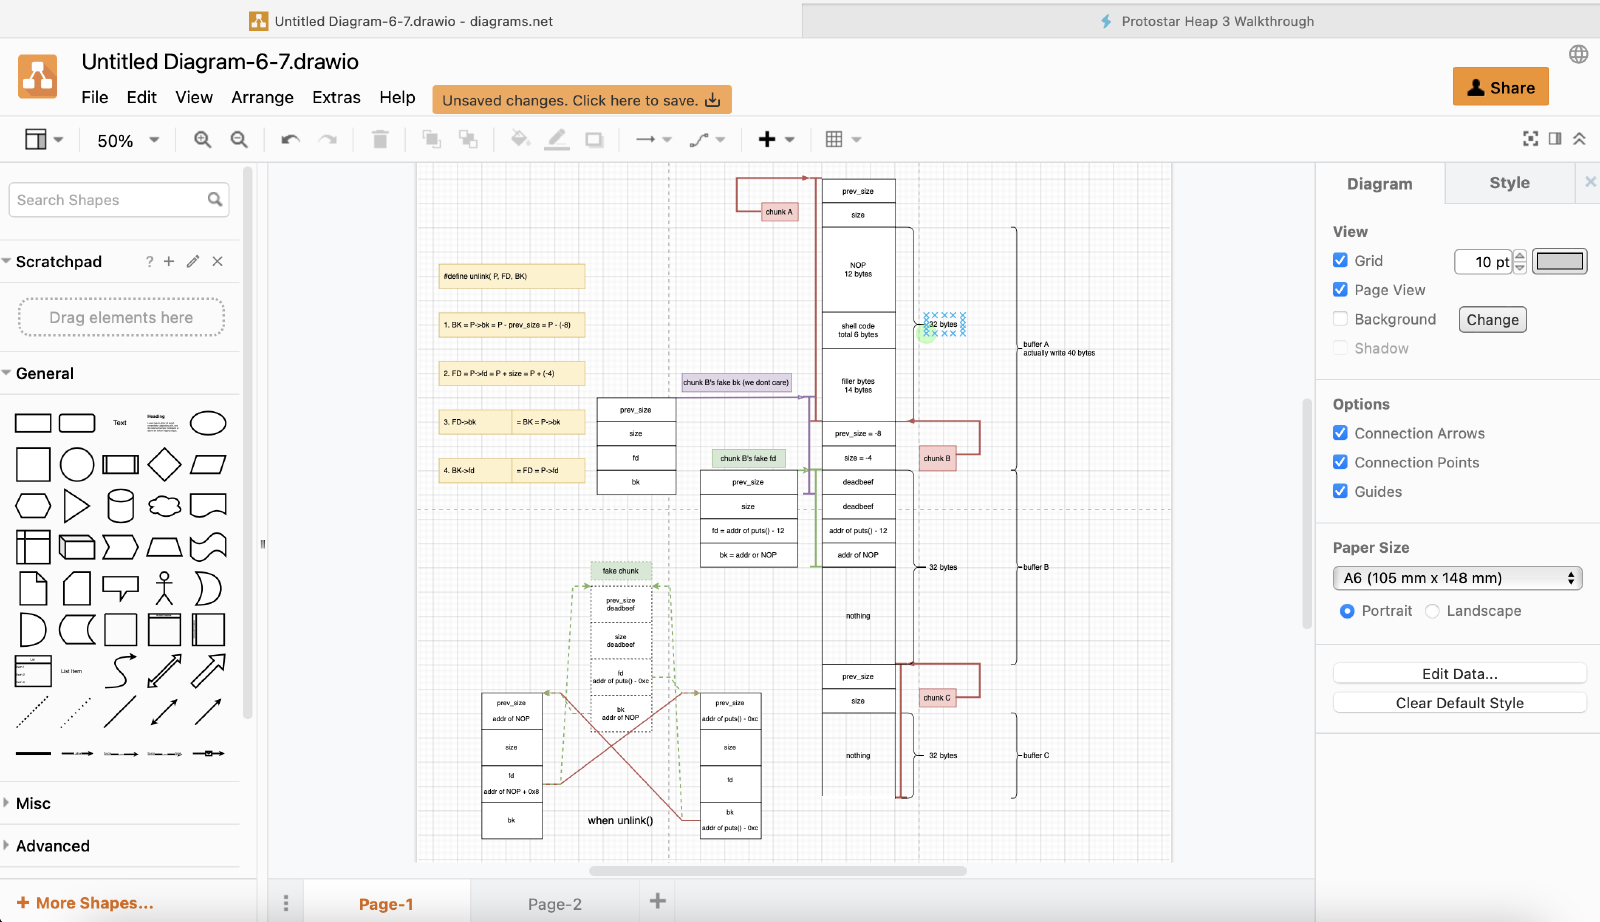 Untitled Diagram-6-7.drawio - diagrams.net
Protostar Heap 3 Walkthrough
Untitled Diagram-6-7.drawio
File Edit View Arrange Extras Help
Unsaved changes. Click here to save.
Share
50%
Search Shapes
Scratchpad
?
Drag elements here
General
Text
Heading
List Item
Misc
Advanced
+ More Shapes...
chunk A
prev_size
size
NOP
12 bytes
shell code
total 6 bytes
filler bytes
14 bytes
32 bytes
buffer A
actually write 40 bytes
#define unlink( P, FD, BK)
1. BK = P->bk = P - prev_size = P - (-8)
2. FD = P->fd = P + size = P + (-4)
3. FD->bk
= BK = P->bk
4. BK->fd
= FD = P->fd
chunk B's fake bk (we dont care)
prev_size
size
fd
bk
prev_size = -8
size = -4
chunk B
chunk B's fake fd
prev_size
size
fd = addr of puts() - 12
bk = addr or NOP
deadbeef
deadbeef
addr of puts() - 12
addr of NOP
32 bytes
buffer B
nothing
fake chunk
prev_size
deadbeef
size
deadbeef
fd
addr of puts() - 0xc
bk
addr of NOP
prev_size
addr of NOP
size
fd
addr of NOP + 0x8
bk
when unlink()
prev_size
addr of puts() - 0xc
size
fd
bk
addr of puts() - 0xc
prev_size
size
chunk C
nothing
32 bytes
buffer C
Page-1
Page-2
Diagram
Style
View
Grid
10 pt
Page View
Background
Change
Shadow
Options
Connection Arrows
Connection Points
Guides
Paper Size
A6 (105 mm x 148 mm)
Portrait
Landscape
Edit Data...
Clear Default Style